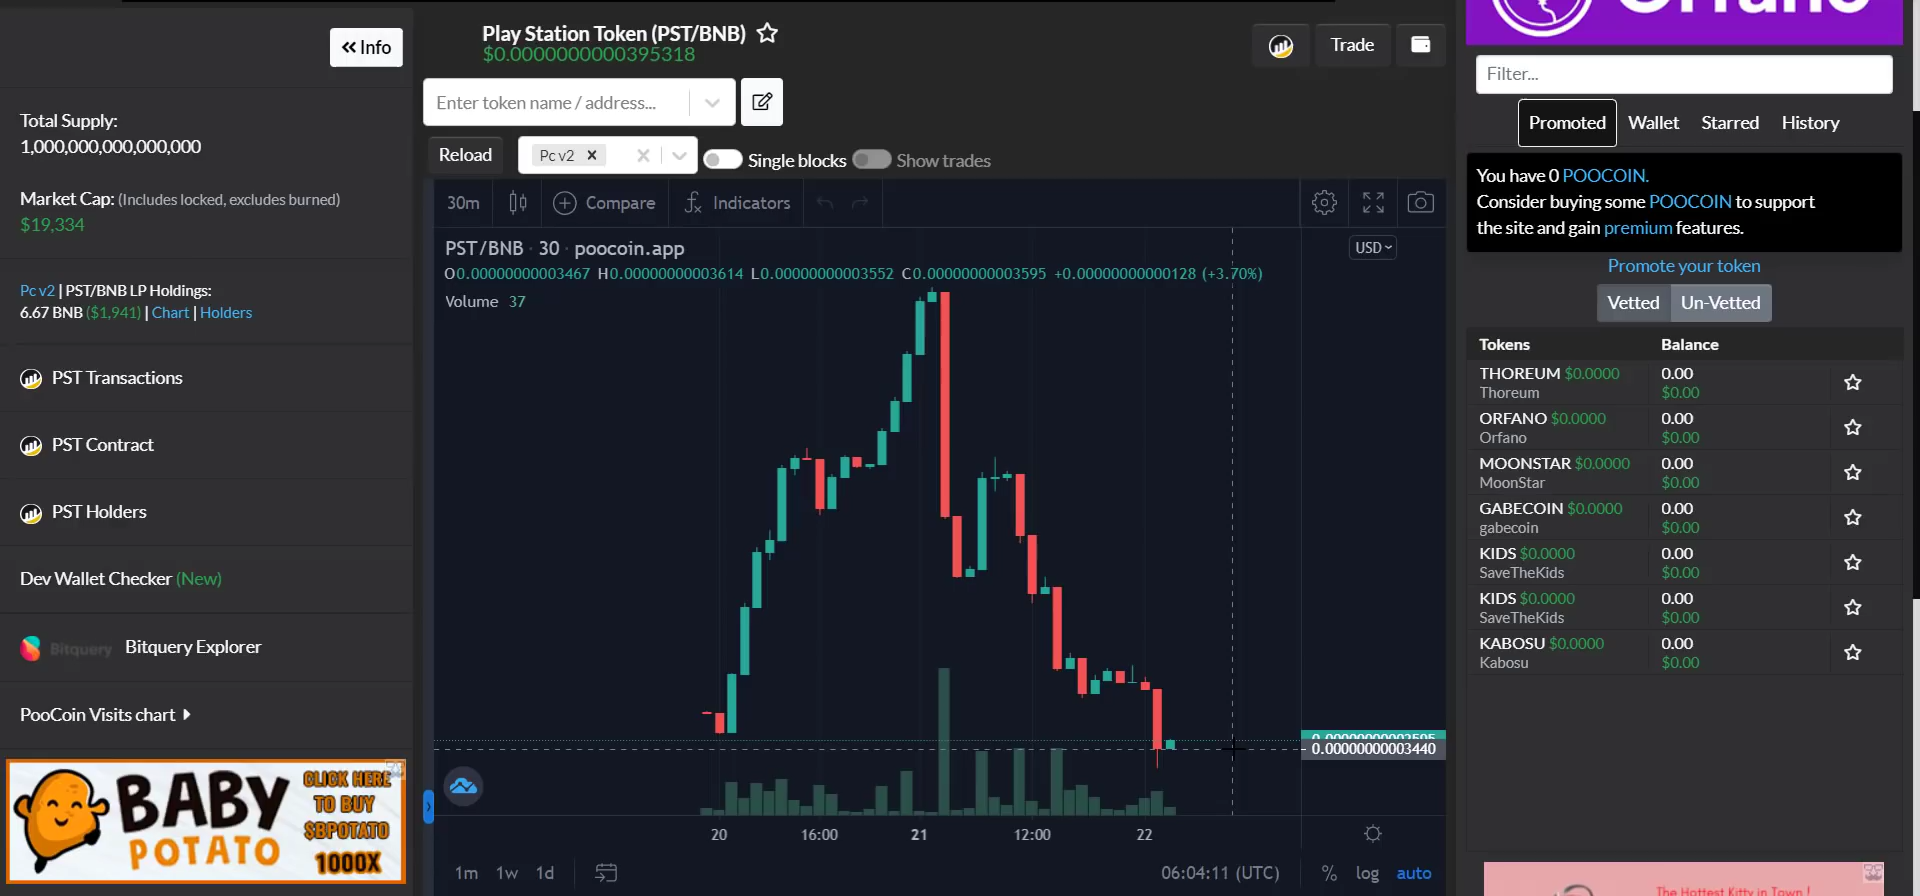 Info
Total Supply:
1,000,000,000,000,000
Market Cap: (Includes locked, excludes burned)
$19,334
Pc v2 | PST/BNB LP Holdings:
6.67 BNB ($1,941) | Chart | Holders
PST Transactions
PST Contract
PST Holders
Dev Wallet Checker (New)
Bitquery Bitquery Explorer
PooCoin Visits chart
BABY
POTATO
CLICK HERE
TO BUY
$BPOTATO
1000X
Play Station Token (PST/BNB)
$0.0000000000395318
Trade
Enter token name / address...
Reload
Pc v2
Single blocks
Show trades
30m
Compare
Indicators
PST/BNB · 30 · poocoin.app
USD
O0.00000000003467 H0.00000000003614 L0.00000000003552 C0.00000000003595 +0.00000000000128 (+3.70%)
Volume 37
0.00000000003595
0.00000000003440
20 16:00 21 12:00 22
1m 1w 1d
06:04:11 (UTC)
% log auto
Orfano
Filter...
Promoted Wallet Starred History
You have 0 POOCOIN.
Consider buying some POOCOIN to support
the site and gain premium features.
Promote your token
Vetted Un-Vetted
Tokens Balance
THOREUM $0.0000 0.00
Thoreum $0.00
ORFANO $0.0000 0.00
Orfano $0.00
MOONSTAR $0.0000 0.00
MoonStar $0.00
GABECOIN $0.0000 0.00
gabecoin $0.00
KIDS $0.0000 0.00
SaveTheKids $0.00
KIDS $0.0000 0.00
SaveTheKids $0.00
KABOSU $0.0000 0.00
Kabosu $0.00
The Hottest Kitty in Town !